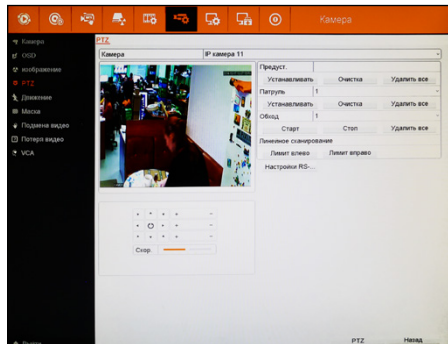 Камера
Камера
OSD
изображение
PTZ
Движение
Маска
Подмена видео
Потеря видео
VCA
PTZ
Камера IP камера 11
Предуст.
Устанавливать Очистка Удалить все
Патруль 1
Устанавливать Очистка Удалить все
Обход 1
Старт Стоп Удалить все
Линейное сканирование
Лимит влево Лимит вправо
Настройки RS-...
Скор.
PTZ Назад